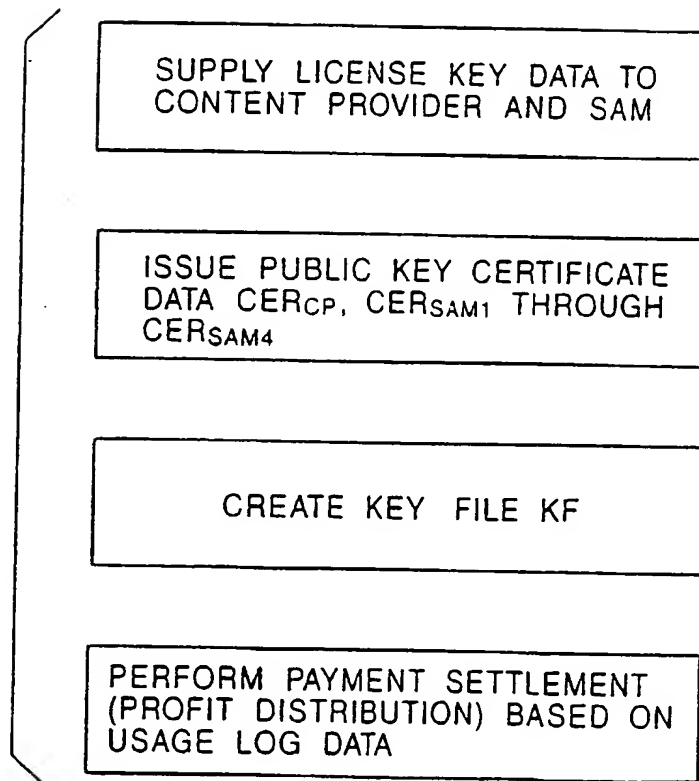 SUPPLY LICENSE KEY DATA TO
CONTENT PROVIDER AND SAM
ISSUE PUBLIC KEY CERTIFICATE
DATA CERCP, CERSAM1 THROUGH
CERSAM4
CREATE KEY FILE KF
PERFORM PAYMENT SETTLEMENT
(PROFIT DISTRIBUTION) BASED ON
USAGE LOG DATA